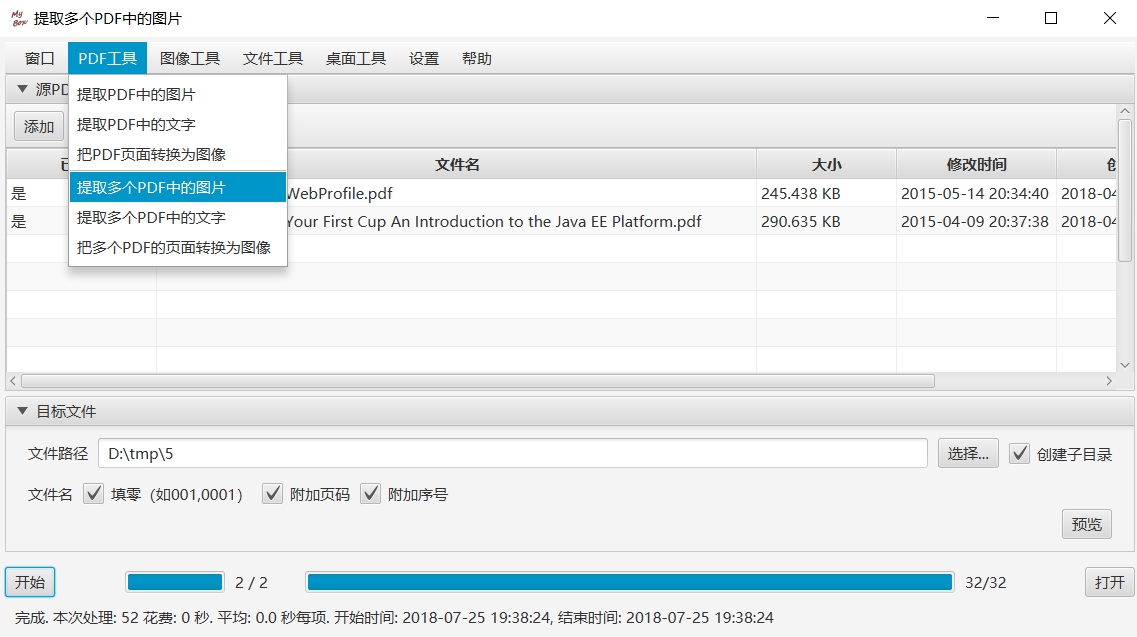 My Box 提取多个PDF中的图片
窗口 PDF工具 图像工具 文件工具 桌面工具 设置 帮助
源PD
提取PDF中的图片
添加
提取PDF中的文字
把PDF页面转换为图像
文件名 大小 修改时间
提取多个PDF中的图片
是 WebProfile.pdf 245.438 KB 2015-05-14 20:34:40 2018-04
提取多个PDF中的文字
是 Your First Cup An Introduction to the Java EE Platform.pdf 290.635 KB 2015-04-09 20:37:38 2018-04
把多个PDF的页面转换为图像
目标文件
文件路径 D:\tmp\5 选择... 创建子目录
文件名 填零（如001,0001） 附加页码 附加序号
预览
开始 2 / 2 32/32 打开
完成. 本次处理: 52 花费: 0 秒. 平均: 0.0 秒每项. 开始时间: 2018-07-25 19:38:24, 结束时间: 2018-07-25 19:38:24